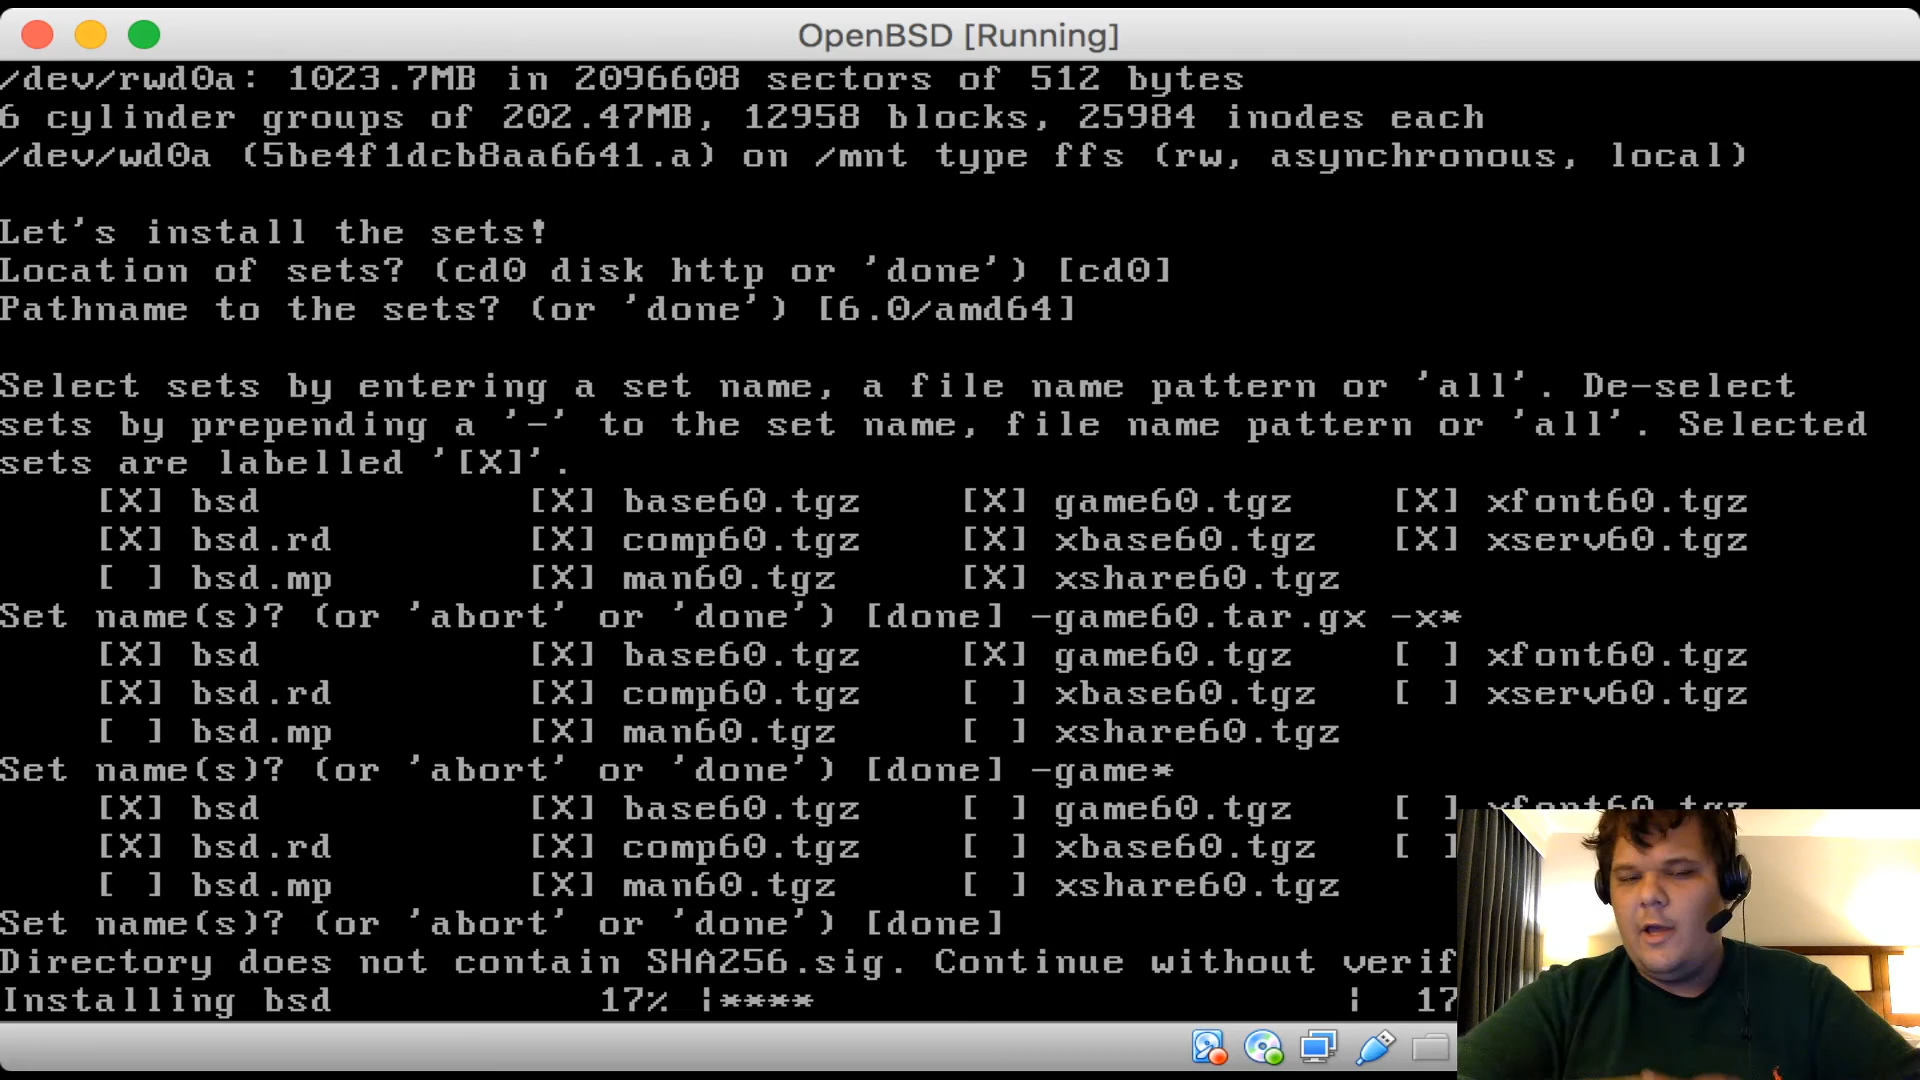 OpenBSD [Running]
/dev/rwd0a: 1023.7MB in 2096608 sectors of 512 bytes
6 cylinder groups of 202.47MB, 12958 blocks, 25984 inodes each
/dev/wd0a (5be4f1dcb8aa6641.a) on /mnt type ffs (rw, asynchronous, local)
Let's install the sets!
Location of sets? (cd0 disk http or 'done') [cd0]
Pathname to the sets? (or 'done') [6.0/amd64]
Select sets by entering a set name, a file name pattern or 'all'. De-select
sets by prepending a '-' to the set name, file name pattern or 'all'. Selected
sets are labelled '[X]'.
[X] bsd [X] base60.tgz [X] game60.tgz [X] xfont60.tgz
[X] bsd.rd [X] comp60.tgz [X] xbase60.tgz [X] xserv60.tgz
[ ] bsd.mp [X] man60.tgz [X] xshare60.tgz
Set name(s)? (or 'abort' or 'done') [done] -game60.tar.gx -x*
[X] bsd [X] base60.tgz [X] game60.tgz [ ] xfont60.tgz
[X] bsd.rd [X] comp60.tgz [ ] xbase60.tgz [ ] xserv60.tgz
[ ] bsd.mp [X] man60.tgz [ ] xshare60.tgz
Set name(s)? (or 'abort' or 'done') [done] -game*
[X] bsd [X] base60.tgz [ ] game60.tgz [ ] xfont60.tgz
[X] bsd.rd [X] comp60.tgz [ ] xbase60.tgz [ ]
[ ] bsd.mp [X] man60.tgz [ ] xshare60.tgz
Set name(s)? (or 'abort' or 'done') [done]
Directory does not contain SHA256.sig. Continue without verif
Installing bsd 17% |**** | 17